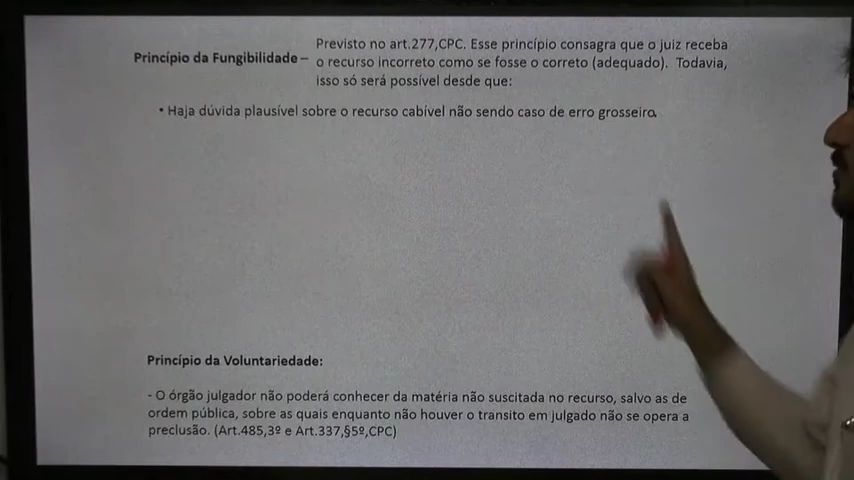 Princípio da Fungibilidade –
Previsto no art.277,CPC. Esse princípio consagra que o juiz receba
o recurso incorreto como se fosse o correto (adequado). Todavia,
isso só será possível desde que:
• Haja dúvida plausível sobre o recurso cabível não sendo caso de erro grosseiro.
Princípio da Voluntariedade:
- O órgão julgador não poderá conhecer da matéria não suscitada no recurso, salvo as de
ordem pública, sobre as quais enquanto não houver o transito em julgado não se opera a
preclusão. (Art.485,3º e Art.337,§5º,CPC)